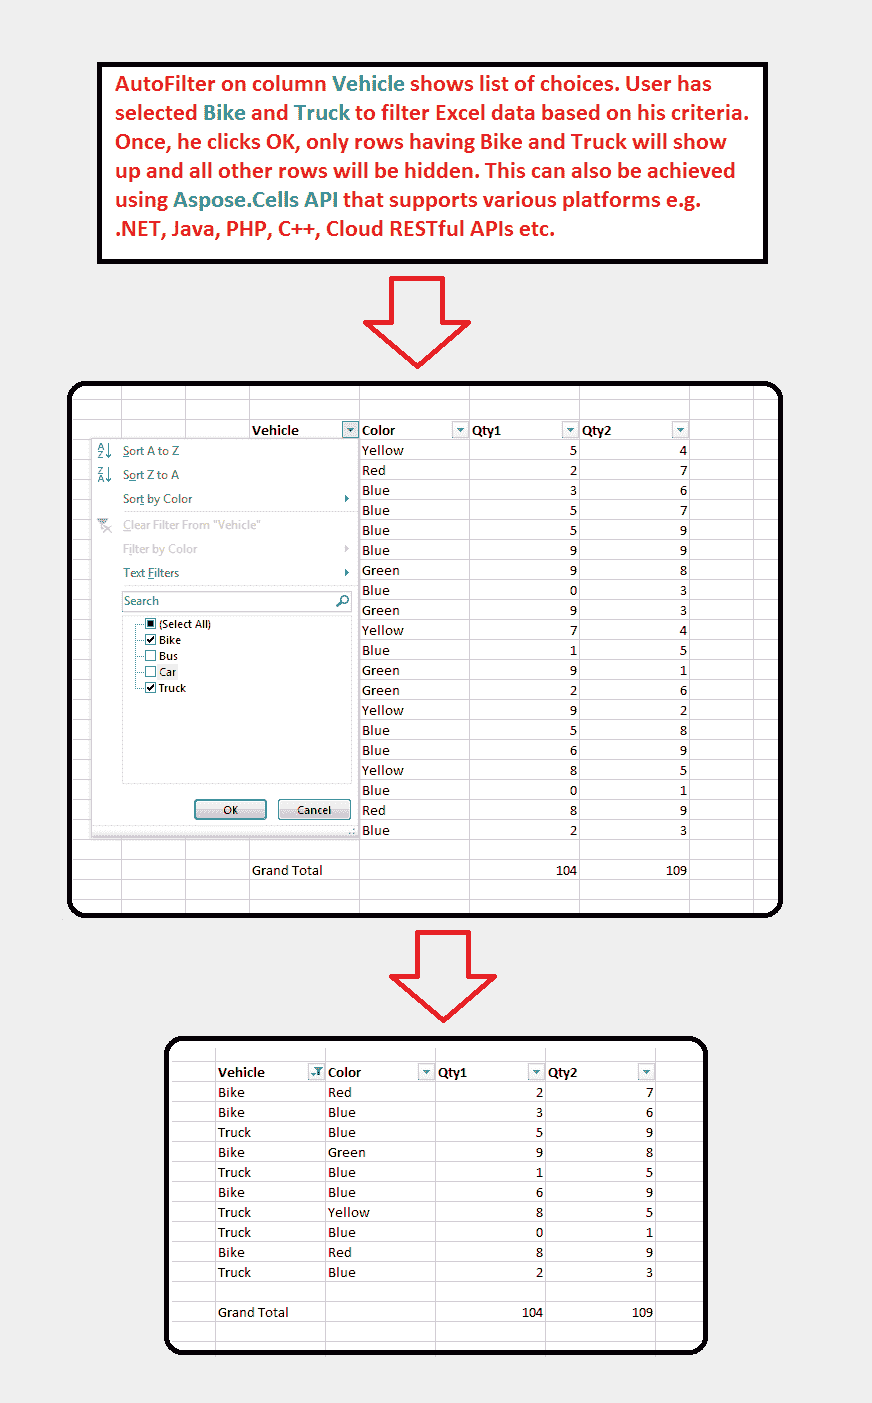 AutoFilter on column Vehicle shows list of choices. User has
selected Bike and Truck to filter Excel data based on his criteria.
Once, he clicks OK, only rows having Bike and Truck will show
up and all other rows will be hidden. This can also be achieved
using Aspose.Cells API that supports various platforms e.g.
.NET, Java, PHP, C++, Cloud RESTful APIs etc.
Vehicle Color Qty1 Qty2
Sort A to Z
Sort Z to A
Sort by Color
Clear Filter From "Vehicle"
Filter by Color
Text Filters
Search
(Select All)
Bike
Bus
Car
Truck
OK Cancel
Yellow 5 4
Red 2 7
Blue 3 6
Blue 5 7
Blue 5 9
Blue 9 9
Green 9 8
Blue 0 3
Green 9 3
Yellow 7 4
Blue 1 5
Green 9 1
Green 2 6
Yellow 9 2
Blue 5 8
Blue 6 9
Yellow 8 5
Blue 0 1
Red 8 9
Blue 2 3
Grand Total 104 109
Vehicle Color Qty1 Qty2
Bike Red 2 7
Bike Blue 3 6
Truck Blue 5 9
Bike Green 9 8
Truck Blue 1 5
Bike Blue 6 9
Truck Yellow 8 5
Truck Blue 0 1
Bike Red 8 9
Truck Blue 2 3
Grand Total 104 109